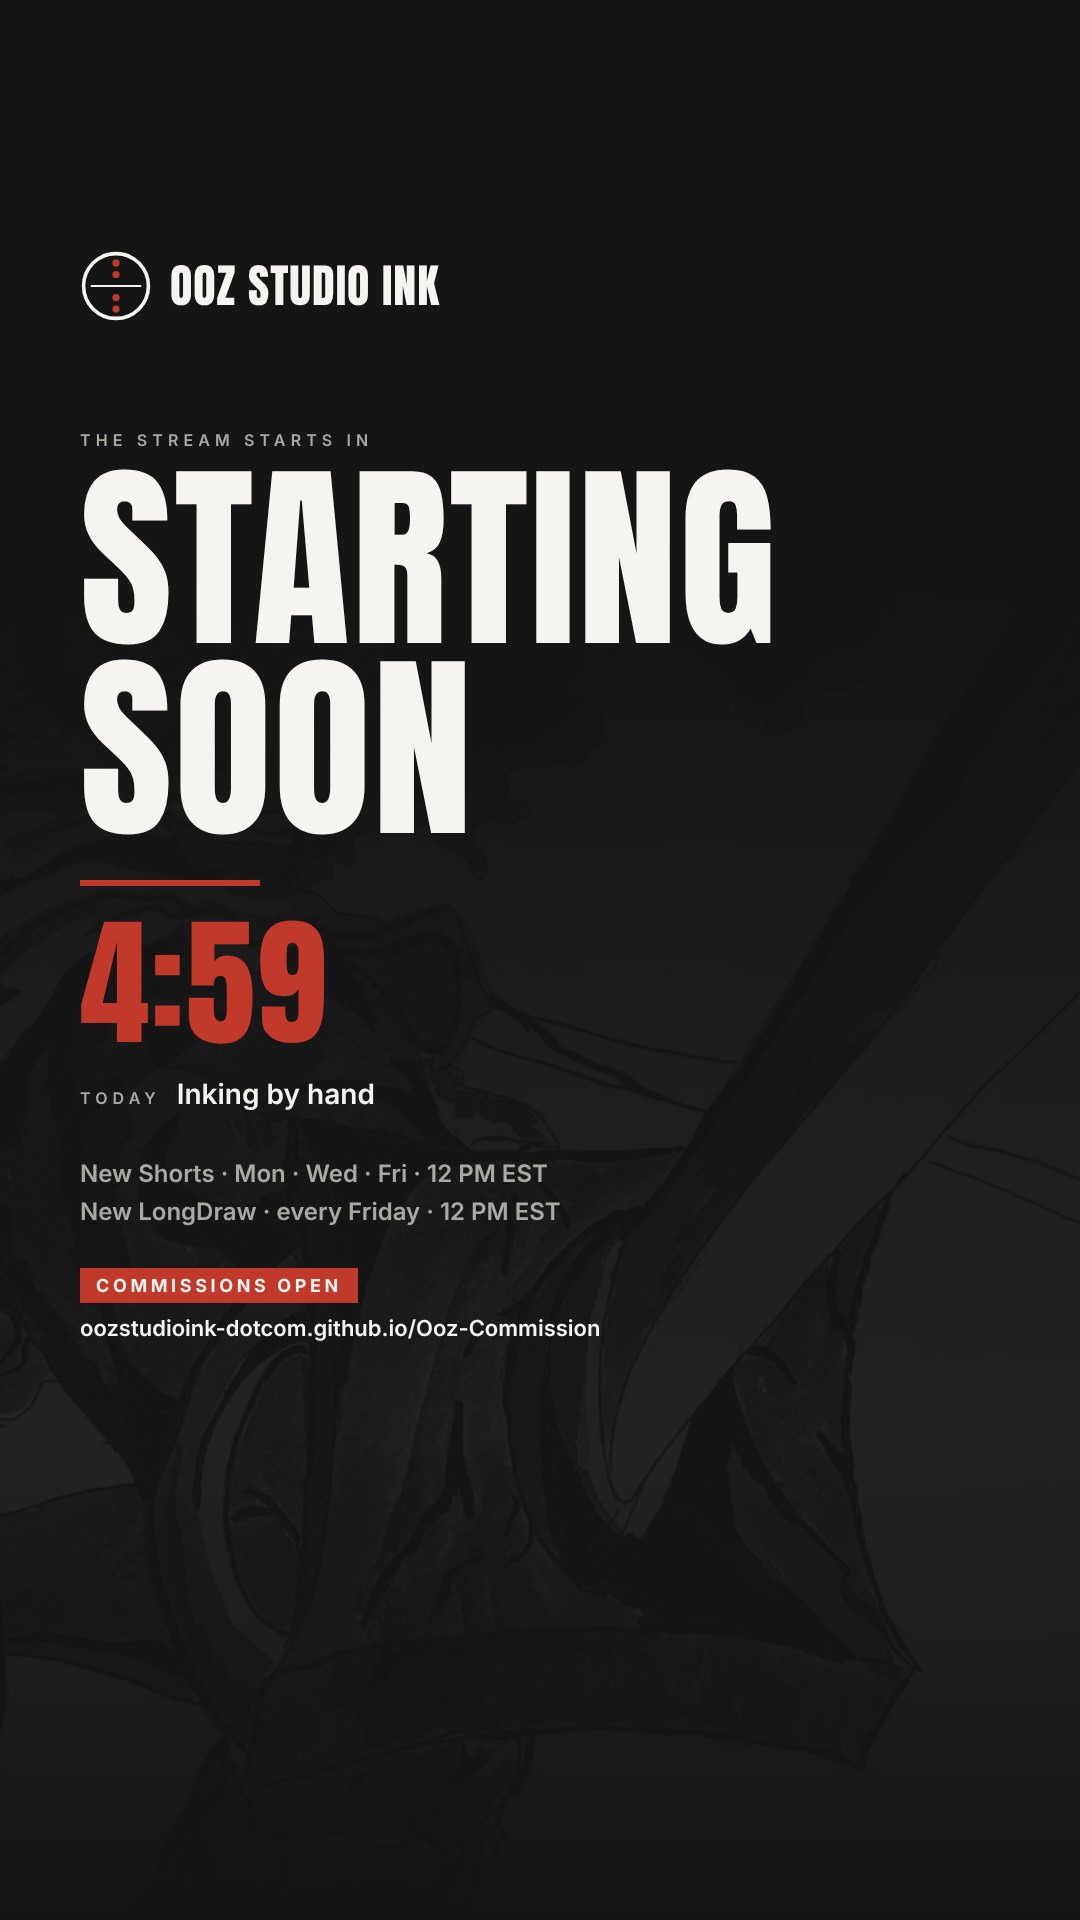 OOZ STUDIO INK
THE STREAM STARTS IN
STARTING
SOON
4:59
TODAY Inking by hand
New Shorts · Mon · Wed · Fri · 12 PM EST
New LongDraw · every Friday · 12 PM EST
COMMISSIONS OPEN
oozstudioink-dotcom.github.io/Ooz-Commission